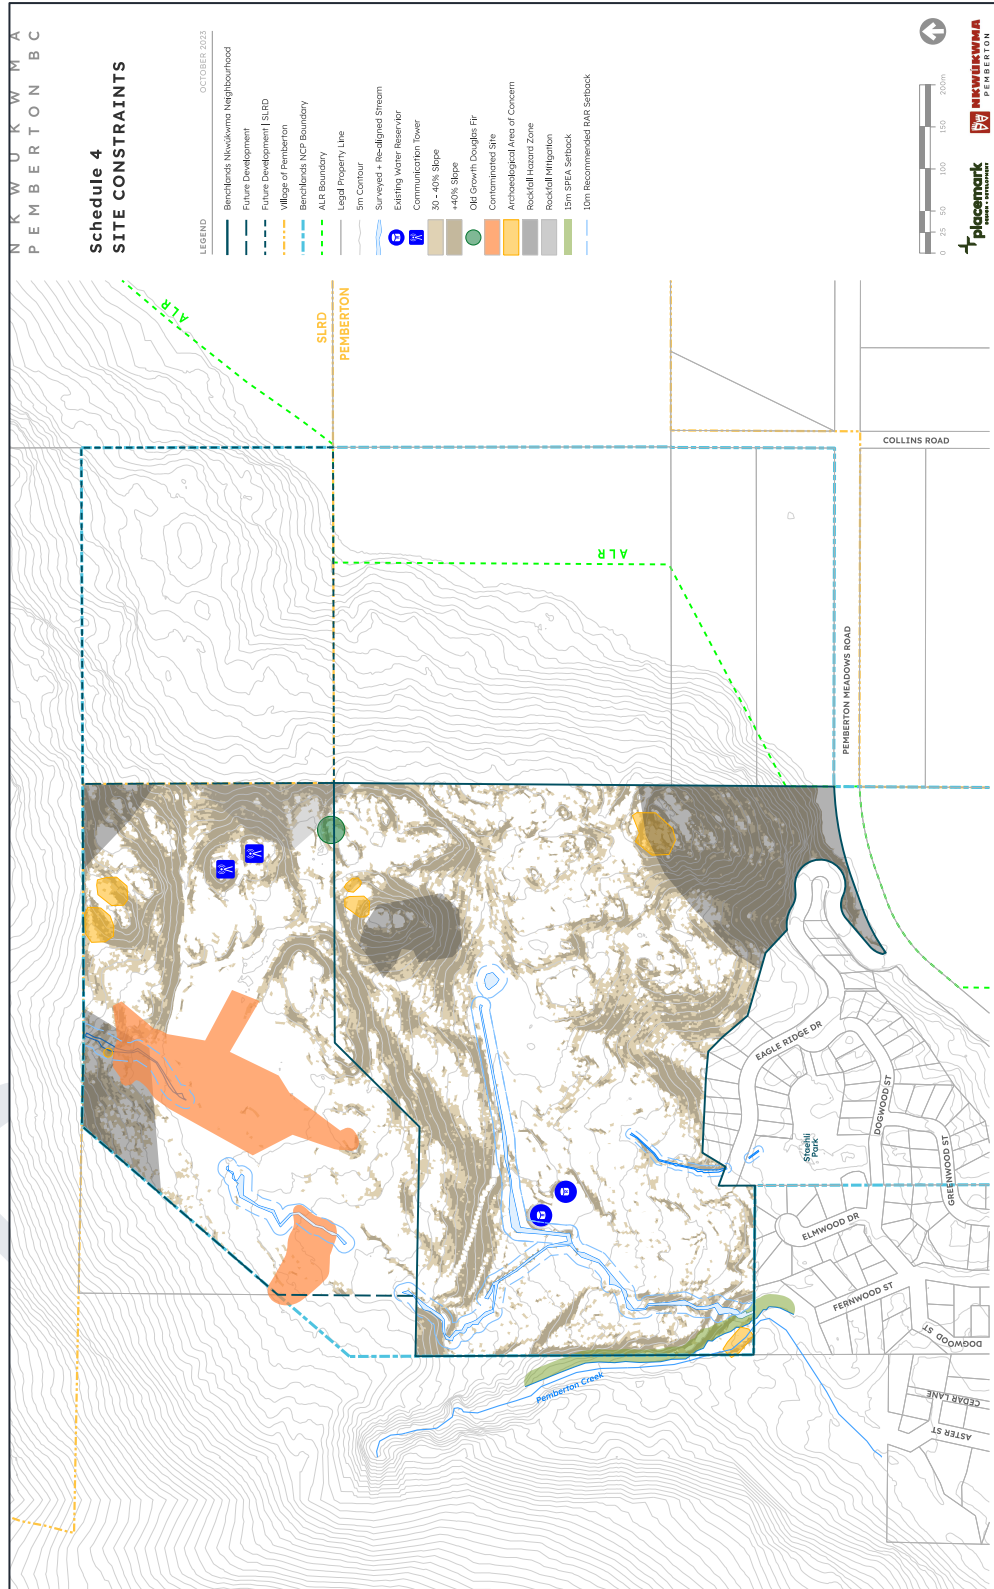 NKWUKWMA
PEMBERTON BC
Schedule 4
SITE CONSTRAINTS
OCTOBER 2023
LEGEND
Benchlands Nkwúkwma Neighbourhood
Future Development
Future Development | SLRD
Village of Pemberton
Benchlands NCP Boundary
ALR Boundary
Legal Property Line
5m Contour
Surveyed + Re-aligned Stream
Existing Water Reservior
Communication Tower
30 - 40% Slope
+40% Slope
Old Growth Douglas Fir
Contaminated Site
Archaeological Area of Concern
Rockfall Hazard Zone
Rockfall Mitigation
15m SPEA Setback
10m Recommended RAR Setback
0 25 50 100 150 200m
placemark
DESIGN + DEVELOPMENT
NKWÚKWMA
PEMBERTON
ALR
SLRD
PEMBERTON
ALR
COLLINS ROAD
PEMBERTON MEADOWS ROAD
EAGLE RIDGE DR
DOGWOOD ST
Staehli
Park
GREENWOOD ST
ELMWOOD DR
FERNWOOD ST
DOGWOOD ST
Pemberton Creek
CEDAR LANE
ASTER ST